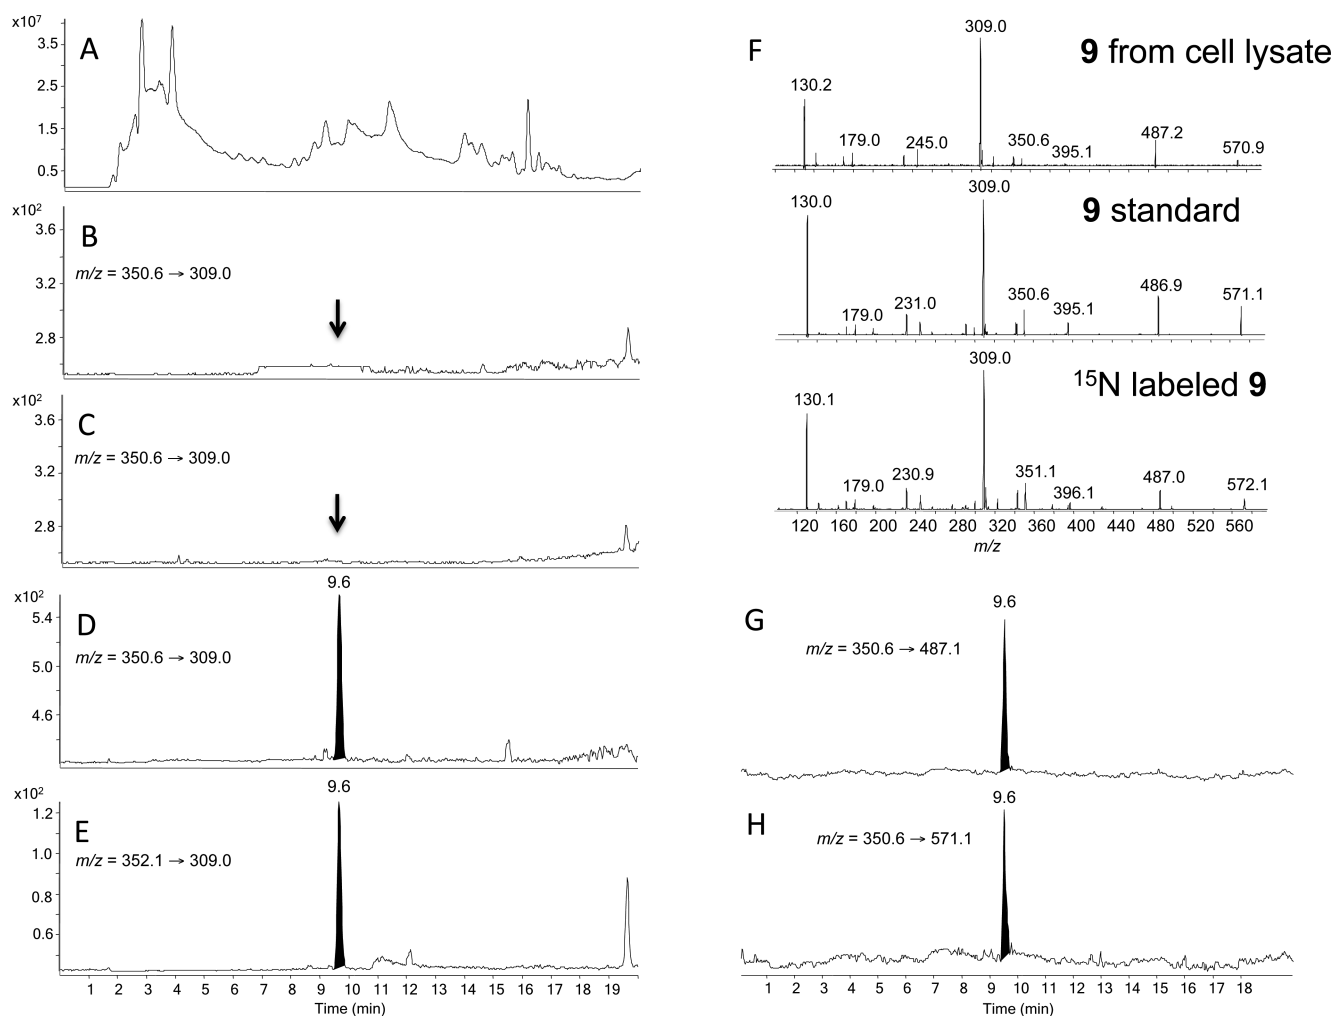 x10⁷
A
3.5
2.5
1.5
0.5
x10²
B
3.6
m/z = 350.6 → 309.0
3.2
2.8
x10²
C
3.6
m/z = 350.6 → 309.0
3.2
2.8
9.6
x10²
D
5.4
m/z = 350.6 → 309.0
5.0
4.6
9.6
x10²
E
1.2
m/z = 352.1 → 309.0
1.0
0.8
0.6
1 2 3 4 5 6 7 8 9 10 11 12 13 14 15 16 17 18 19
Time (min)
F
309.0
9 from cell lysate
130.2
179.0 245.0 350.6 395.1 487.2 570.9
309.0
9 standard
130.0
179.0 231.0 350.6 395.1 486.9 571.1
309.0
¹⁵N labeled 9
130.1
179.0 230.9 351.1 396.1 487.0 572.1
120 160 200 240 280 320 360 400 440 480 520 560
m/z
9.6
G
m/z = 350.6 → 487.1
9.6
H
m/z = 350.6 → 571.1
1 2 3 4 5 6 7 8 9 10 11 12 13 14 15 16 17 18
Time (min)